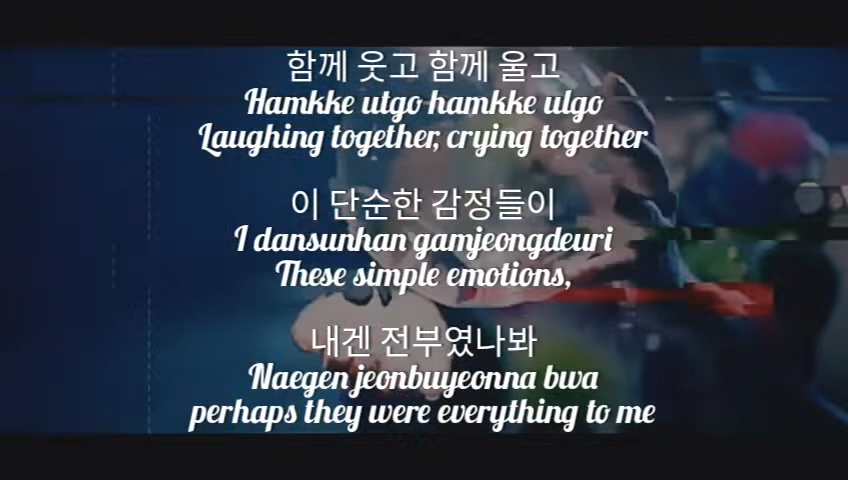 함께 웃고 함께 울고
Hamkke utgo hamkke ulgo
Laughing together, crying together
이 단순한 감정들이
I dansunhan gamjeongdeuri
These simple emotions,
내겐 전부였나봐
Naegen jeonbuyeonna bwa
perhaps they were everything to me